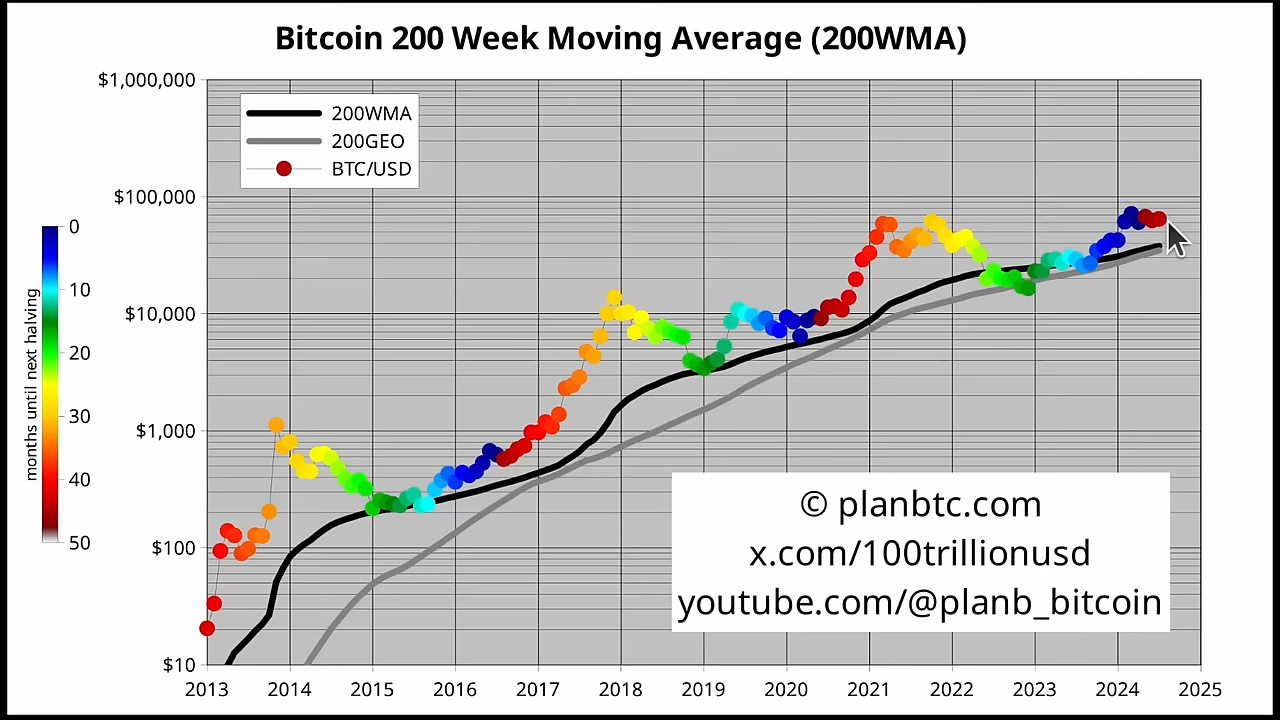 Bitcoin 200 Week Moving Average (200WMA)
$1,000,000
$100,000
$10,000
$1,000
$100
$10
200WMA
200GEO
BTC/USD
months until next halving
0
10
20
30
40
50
© planbtc.com
x.com/100trillionusd
youtube.com/@planb_bitcoin
2013 2014 2015 2016 2017 2018 2019 2020 2021 2022 2023 2024 2025